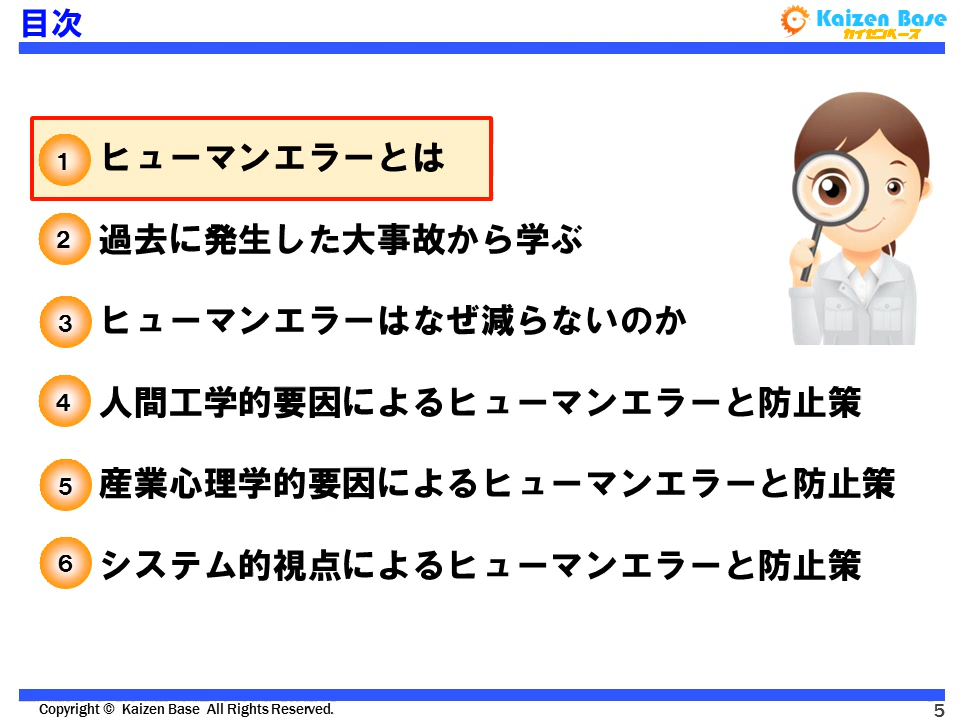 目次
Kaizen Base
カイゼンベース
1 ヒューマンエラーとは
2 過去に発生した大事故から学ぶ
3 ヒューマンエラーはなぜ減らないのか
4 人間工学的要因によるヒューマンエラーと防止策
5 産業心理学的要因によるヒューマンエラーと防止策
6 システム的視点によるヒューマンエラーと防止策
Copyright © Kaizen Base All Rights Reserved.
5